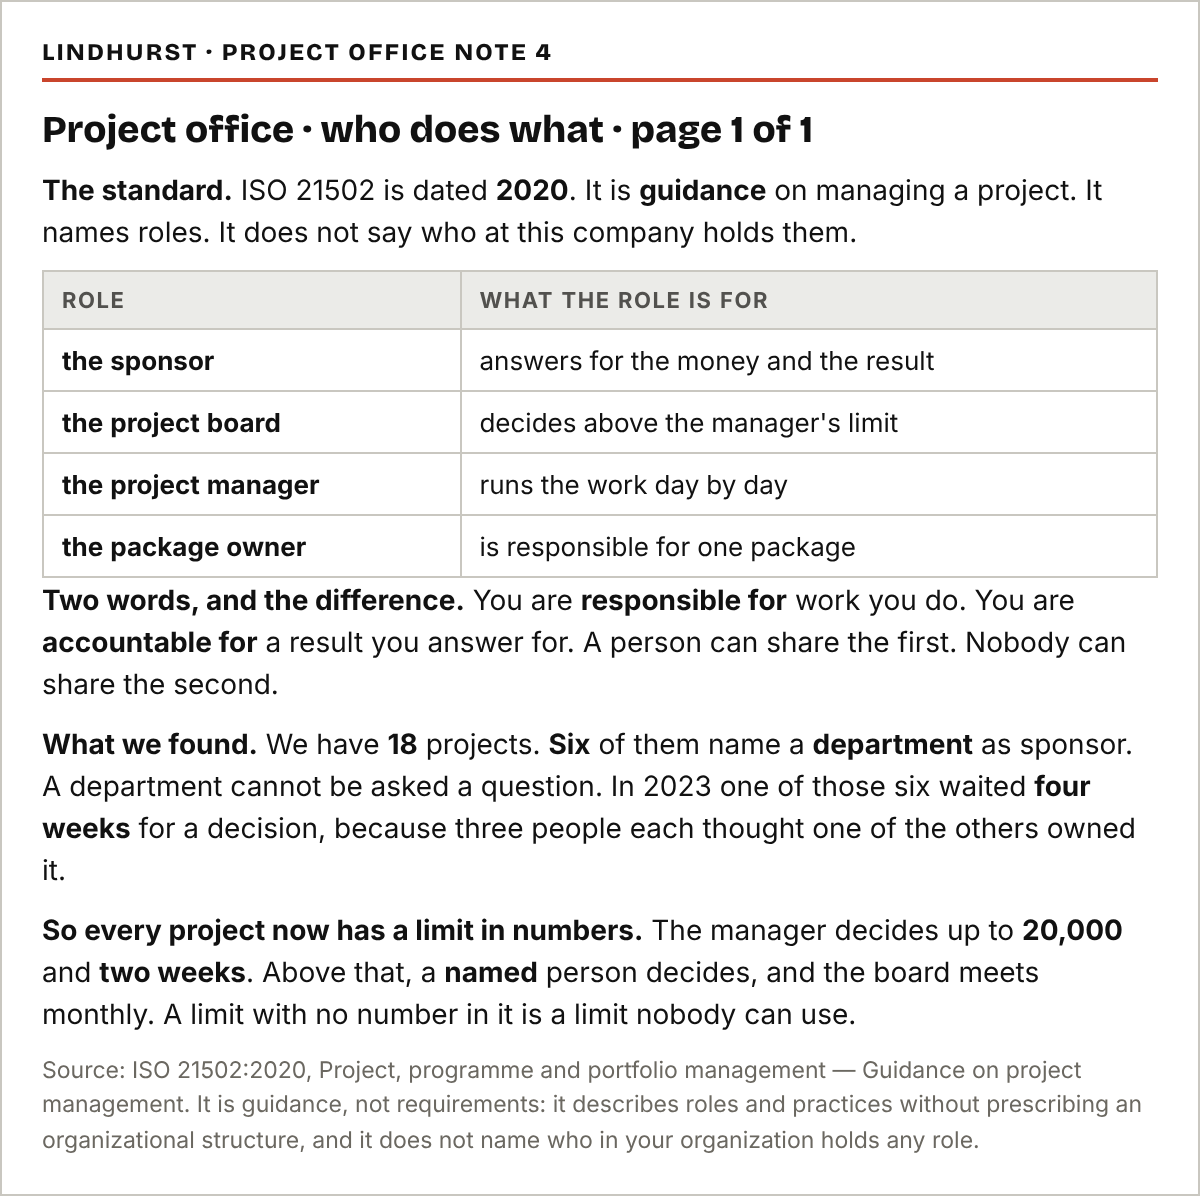 LINDHURST · PROJECT OFFICE NOTE 4
Project office · who does what · page 1 of 1
The standard. ISO 21502 is dated 2020. It is guidance on managing a project. It
names roles. It does not say who at this company holds them.
ROLE WHAT THE ROLE IS FOR
the sponsor answers for the money and the result
the project board decides above the manager's limit
the project manager runs the work day by day
the package owner is responsible for one package
Two words, and the difference. You are responsible for work you do. You are
accountable for a result you answer for. A person can share the first. Nobody can
share the second.
What we found. We have 18 projects. Six of them name a department as sponsor.
A department cannot be asked a question. In 2023 one of those six waited four
weeks for a decision, because three people each thought one of the others owned
it.
So every project now has a limit in numbers. The manager decides up to 20,000
and two weeks. Above that, a named person decides, and the board meets
monthly. A limit with no number in it is a limit nobody can use.
Source: ISO 21502:2020, Project, programme and portfolio management — Guidance on project
management. It is guidance, not requirements: it describes roles and practices without prescribing an
organizational structure, and it does not name who in your organization holds any role.